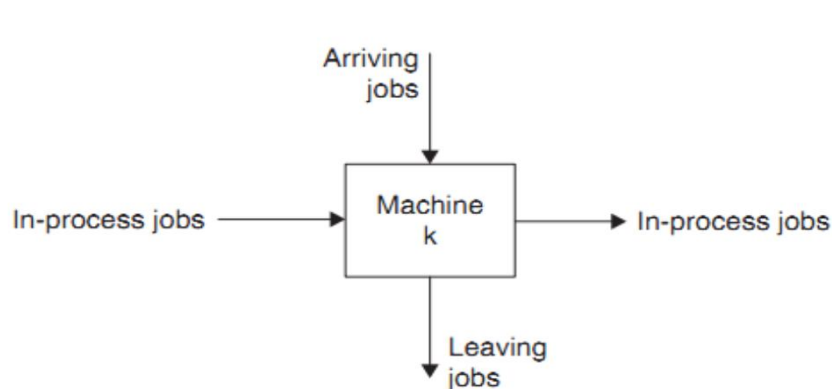 Arriving
jobs
In-process jobs
Machine
k
In-process jobs
Leaving
jobs